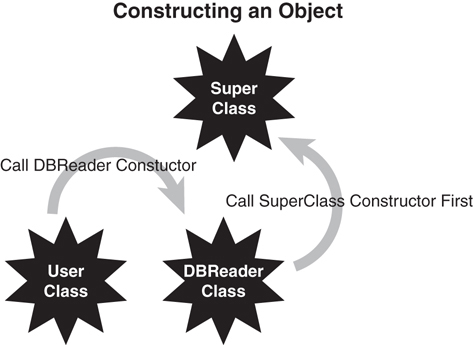 Constructing an Object
Super
Class
Call DBReader Constuctor
Call SuperClass Constructor First
User
Class
DBReader
Class